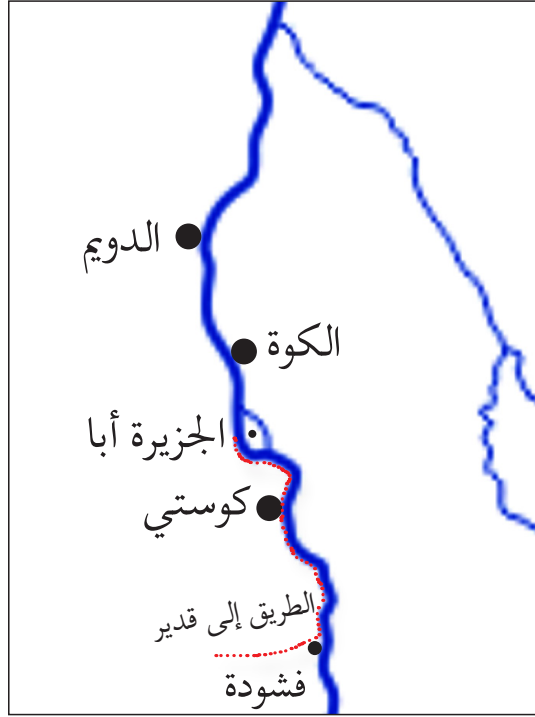 الدويم
الكوة
الجزيرة أبا
كوستي
الطريق إلى قدير
فشودة